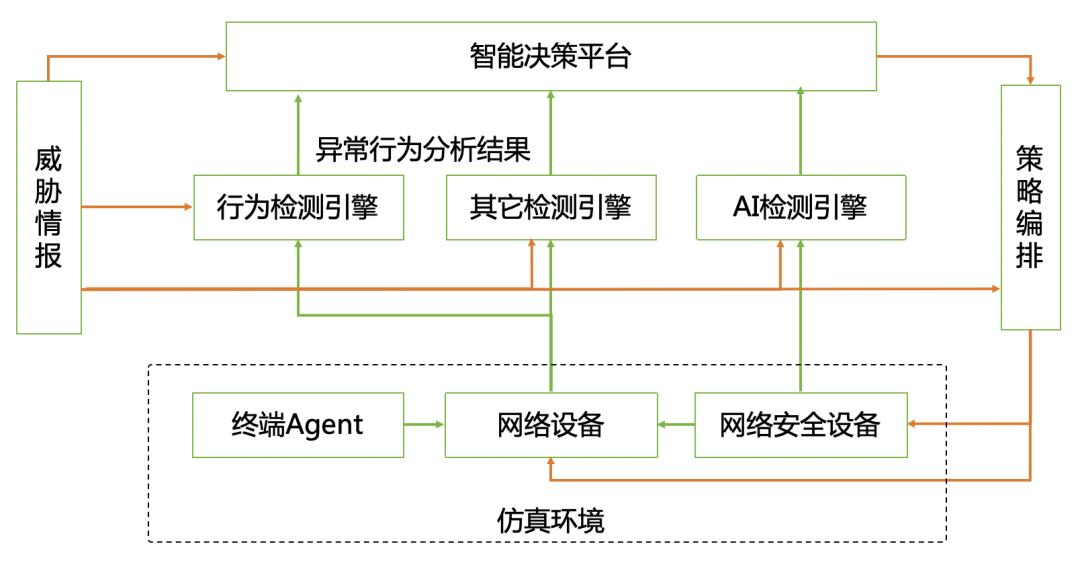 智能决策平台
威胁情报
异常行为分析结果
策略编排
行为检测引擎
其它检测引擎
AI检测引擎
终端Agent
网络设备
网络安全设备
仿真环境